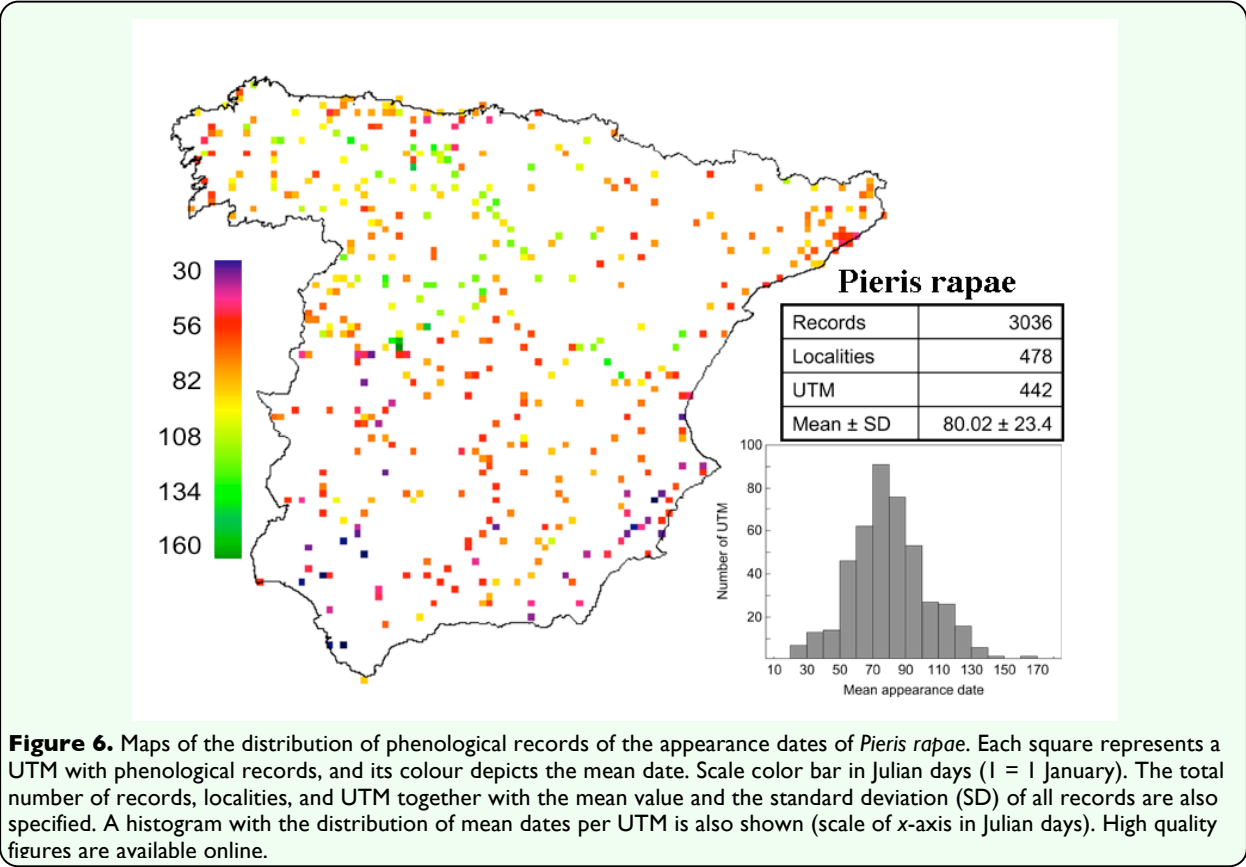 30
56
82
108
134
160
Pieris rapae
Records 3036
Localities 478
UTM 442
Mean ± SD 80.02 ± 23.4
100
80
60
40
20
Number of UTM
10 30 50 70 90 110 130 150 170
Mean appearance date
Figure 6. Maps of the distribution of phenological records of the appearance dates of Pieris rapae. Each square represents a
UTM with phenological records, and its colour depicts the mean date. Scale color bar in Julian days (1 = 1 January). The total
number of records, localities, and UTM together with the mean value and the standard deviation (SD) of all records are also
specified. A histogram with the distribution of mean dates per UTM is also shown (scale of x-axis in Julian days). High quality
figures are available online.